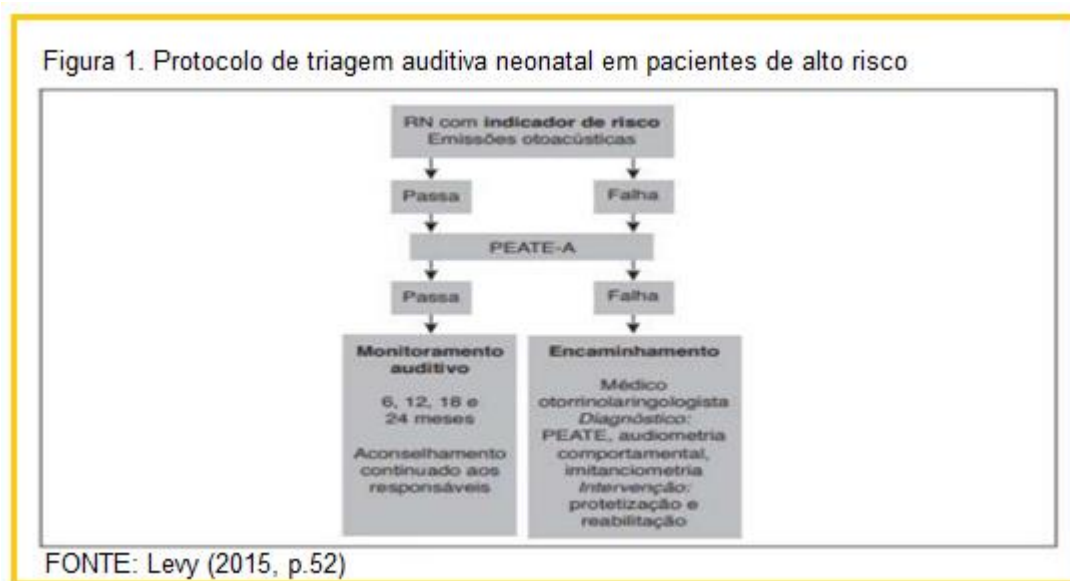 Figura 1. Protocolo de triagem auditiva neonatal em pacientes de alto risco
RN com indicador de risco
Emissões otoacústicas
Passa
Falha
PEATE-A
Passa
Falha
Monitoramento
auditivo
6, 12, 18 e
24 meses
Aconselhamento
continuado aos
responsáveis
Encaminhamento
Médico
otorrinolaringologista
Diagnóstico:
PEATE, audiometria
comportamental,
imitanciometria
Intervenção:
protetização e
reabilitação
FONTE: Levy (2015, p.52)